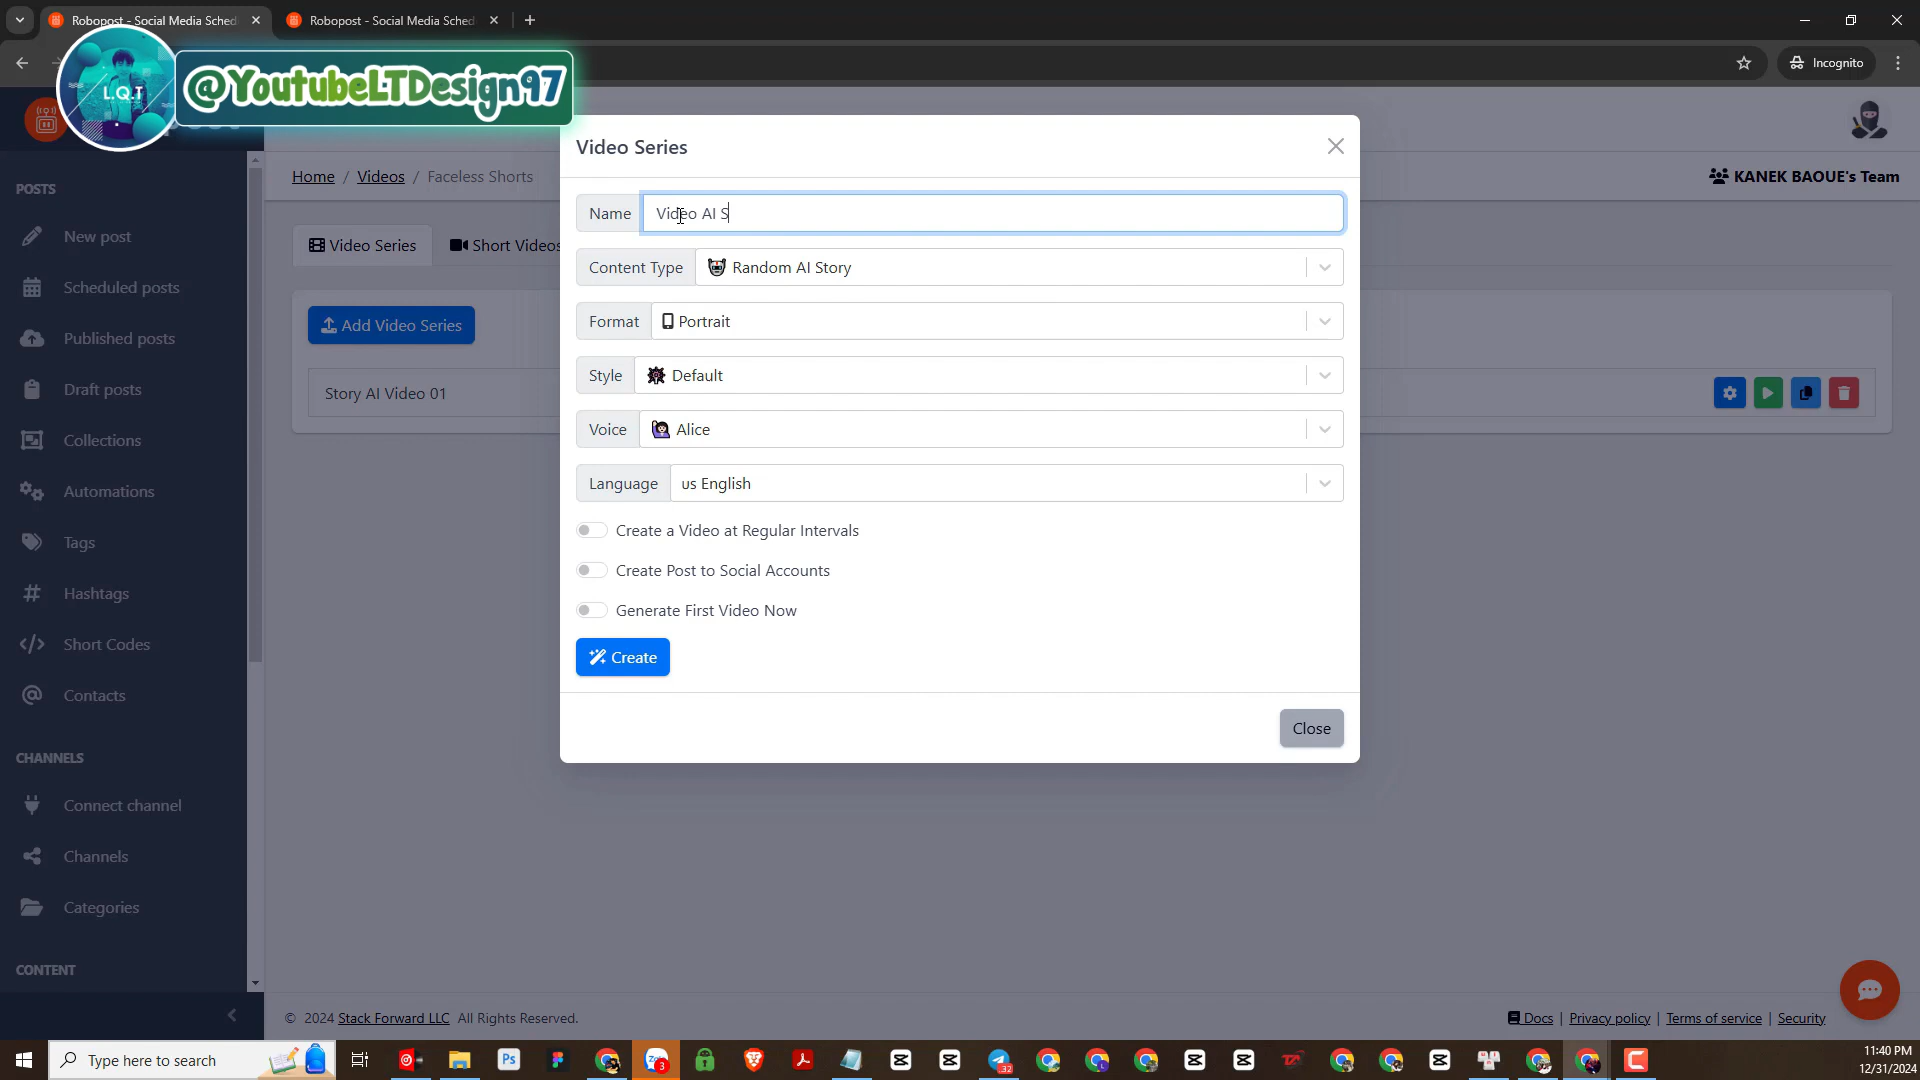 Robopost - Social Media Sched
Robopost - Social Media Sched
Incognito
L.Q.T
@YoutubeLTDesign97
Home / Videos / Faceless Shorts
KANEK BAOUE's Team
POSTS
New post
Scheduled posts
Published posts
Draft posts
Collections
Automations
Tags
Hashtags
Short Codes
Contacts
CHANNELS
Connect channel
Channels
Categories
CONTENT
Video Series
Short Videos
Add Video Series
Story AI Video 01
Video Series
Name Video AI S
Content Type Random AI Story
Format Portrait
Style Default
Voice Alice
Language us English
Create a Video at Regular Intervals
Create Post to Social Accounts
Generate First Video Now
Create
Close
© 2024 Stack Forward LLC All Rights Reserved.
Docs | Privacy policy | Terms of service | Security
Type here to search
Ps
Zalo
3
32
11:40 PM
12/31/2024